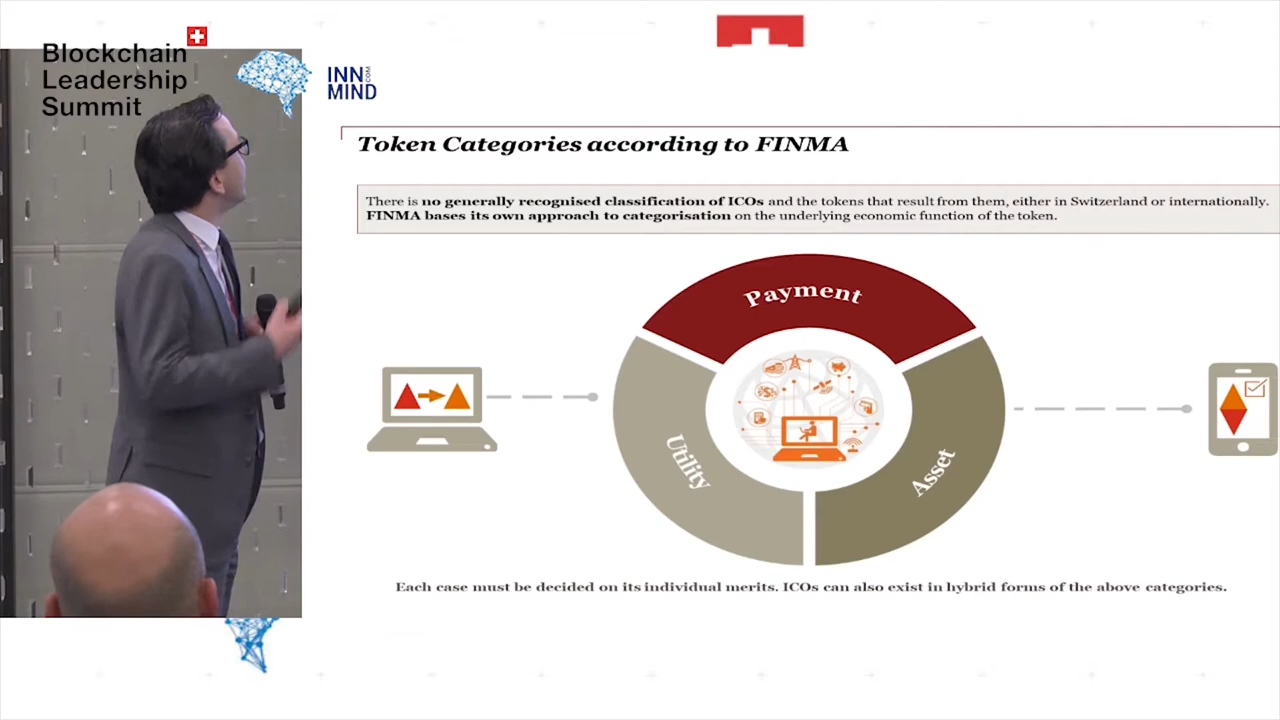 Blockchain
Leadership
Summit
INN
MIND
.COM
Token Categories according to FINMA
There is no generally recognised classification of ICOs and the tokens that result from them, either in Switzerland or internationally.
FINMA bases its own approach to categorisation on the underlying economic function of the token.
Payment
Utility
Asset
Each case must be decided on its individual merits. ICOs can also exist in hybrid forms of the above categories.